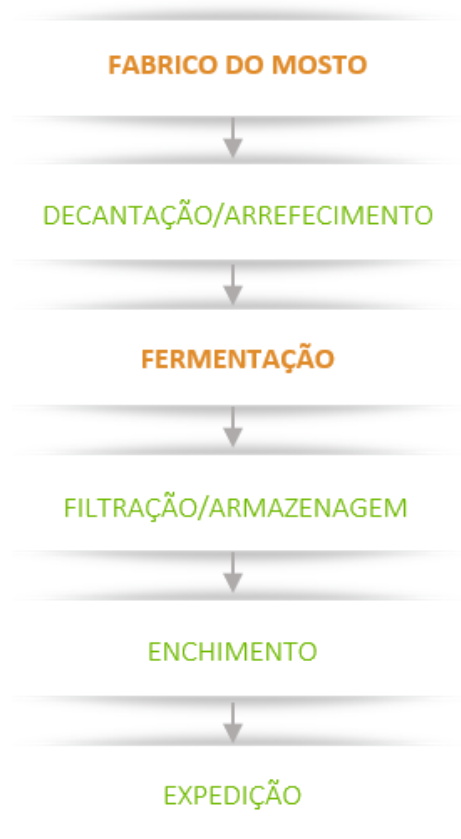 FABRICO DO MOSTO
DECANTAÇÃO/ARREFECIMENTO
FERMENTAÇÃO
FILTRAÇÃO/ARMAZENAGEM
ENCHIMENTO
EXPEDIÇÃO